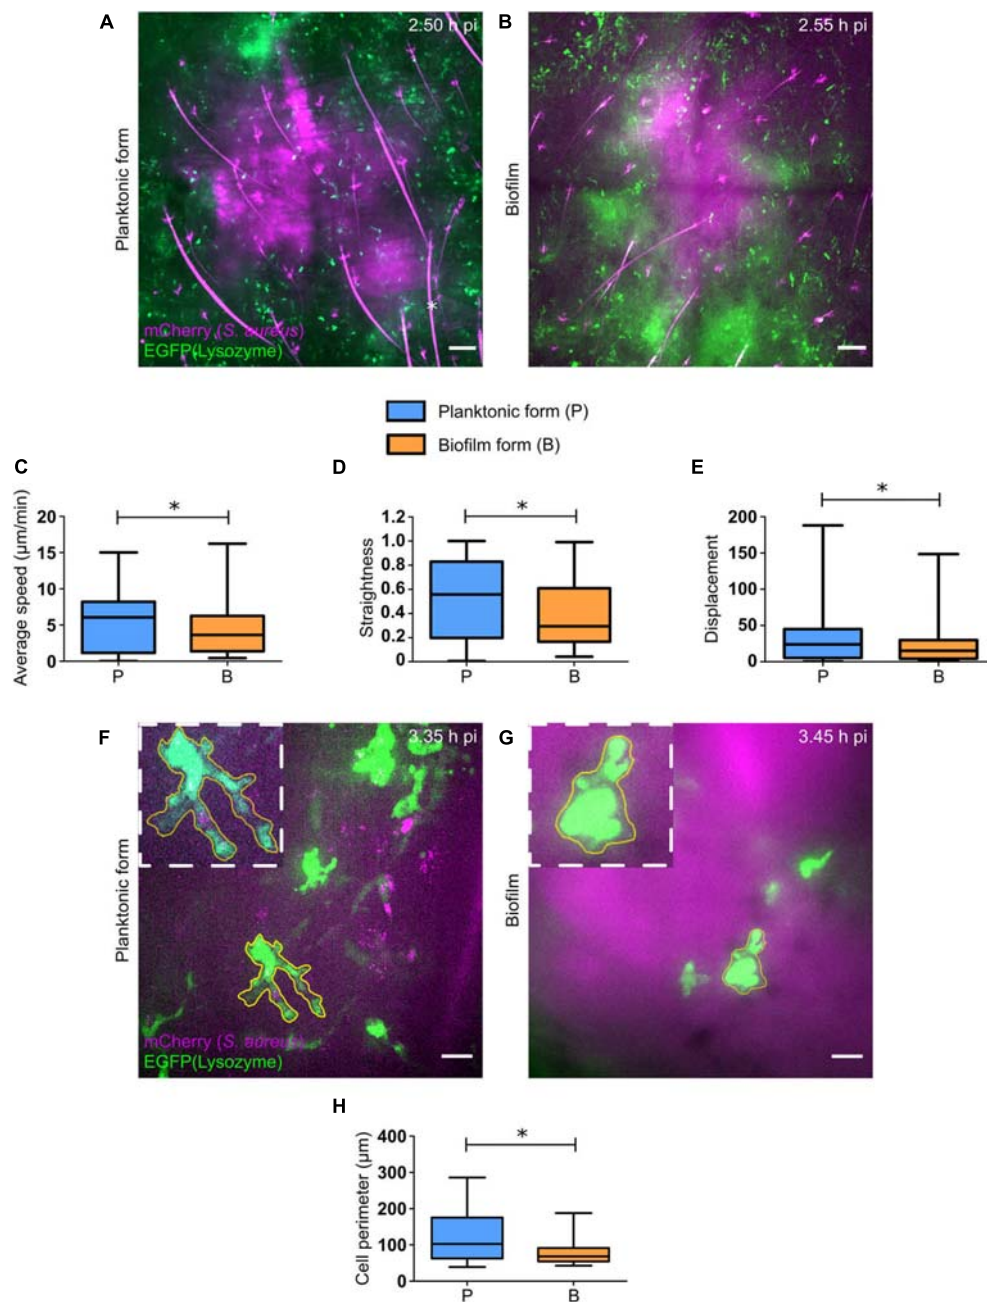 A
2:50 h pi
Planktonic form
mCherry (S. aureus)
EGFP(Lysozyme)
*
B
2.55 h pi
Biofilm
Planktonic form (P)
Biofilm form (B)
C
Average speed (µm/min)
20
15
10
5
0
*
P
B
D
Straightness
1.2
1.0
0.8
0.6
0.4
0.2
0
*
P
B
E
Displacement
200
150
100
50
0
*
P
B
F
3.35 h pi
Planktonic form
mCherry (S. aureus)
EGFP(Lysozyme)
G
3.45 h pi
Biofilm
H
Cell perimeter (µm)
400
300
200
100
0
*
P
B